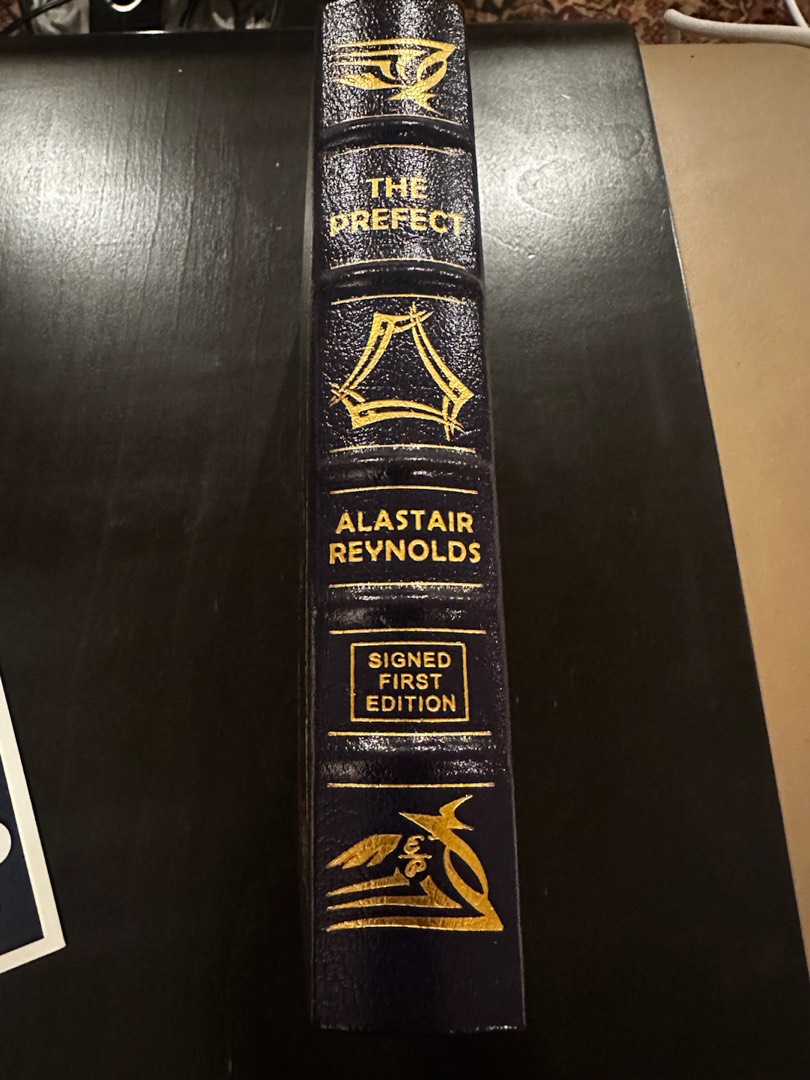 THE
PREFECT
ALASTAIR
REYNOLDS
SIGNED
FIRST
EDITION
E
P